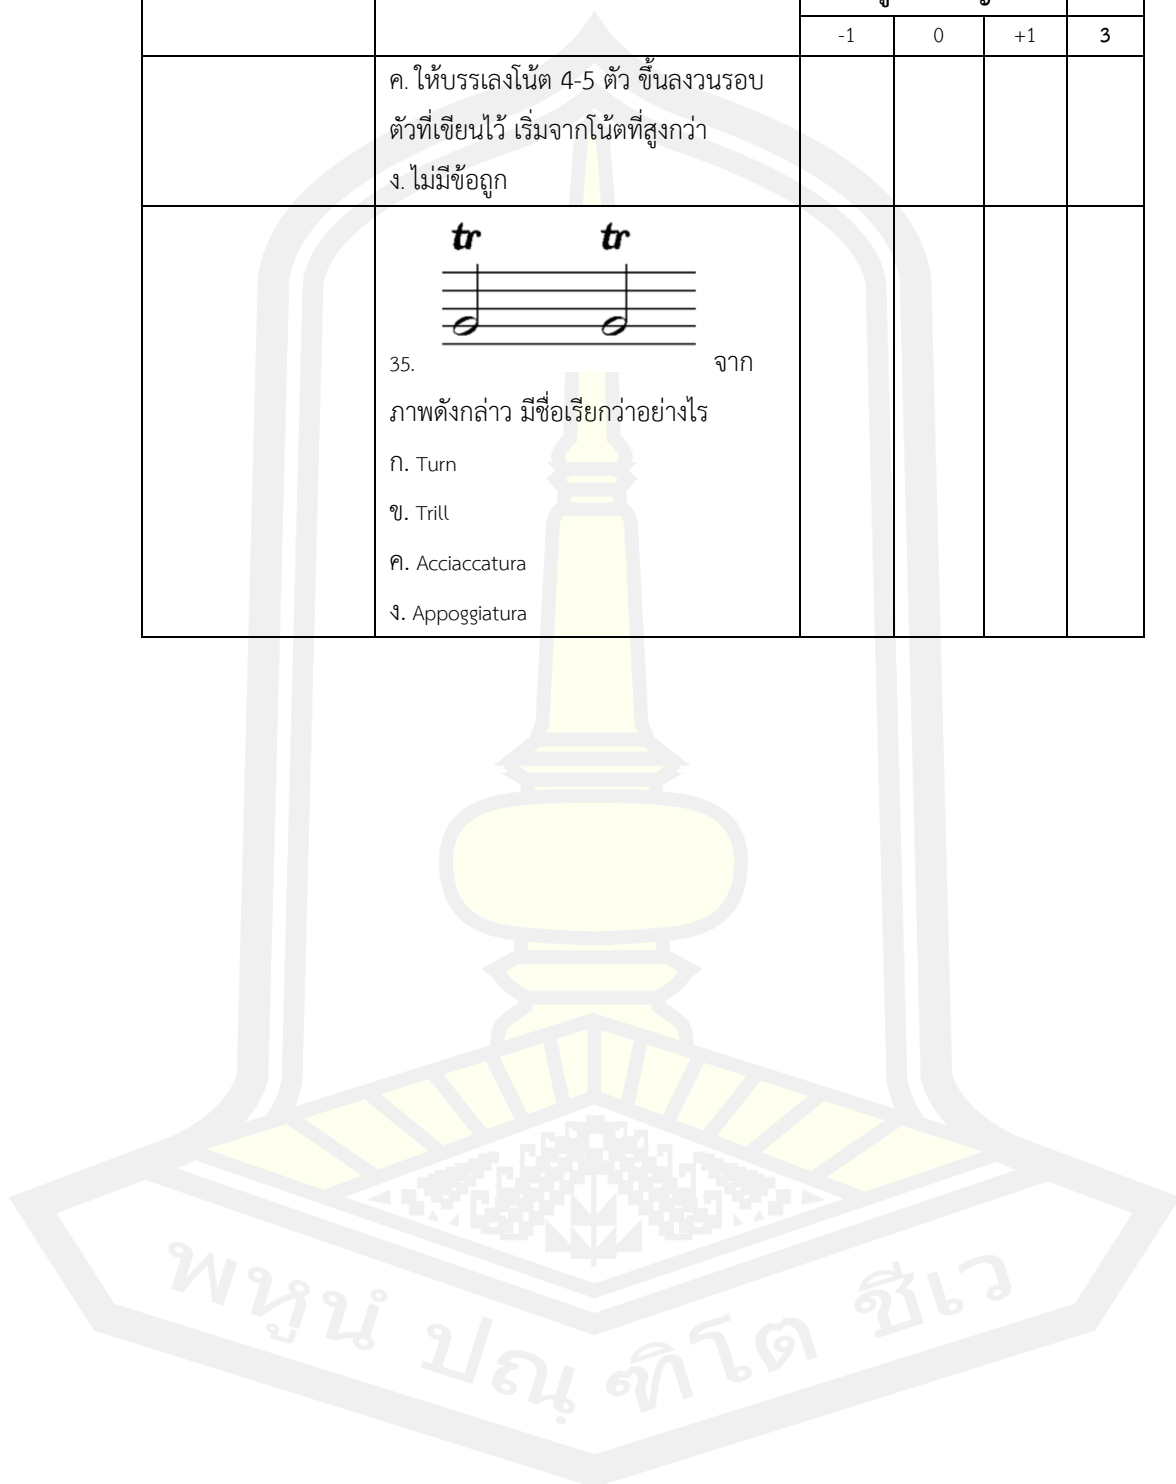 -1 0 +1 3
ค. ให้บรรเลงโน้ต 4-5 ตัว ขึ้นลงวนรอบ
ตัวที่เขียนไว้ เริ่มจากโน้ตที่สูงกว่า
ง. ไม่มีข้อถูก
tr tr
35. จาก
ภาพดังกล่าว มีชื่อเรียกว่าอย่างไร
ก. Turn
ข. Trill
ค. Acciaccatura
ง. Appoggiatura
พหูนํ ปณฺฑิโต ชีเว